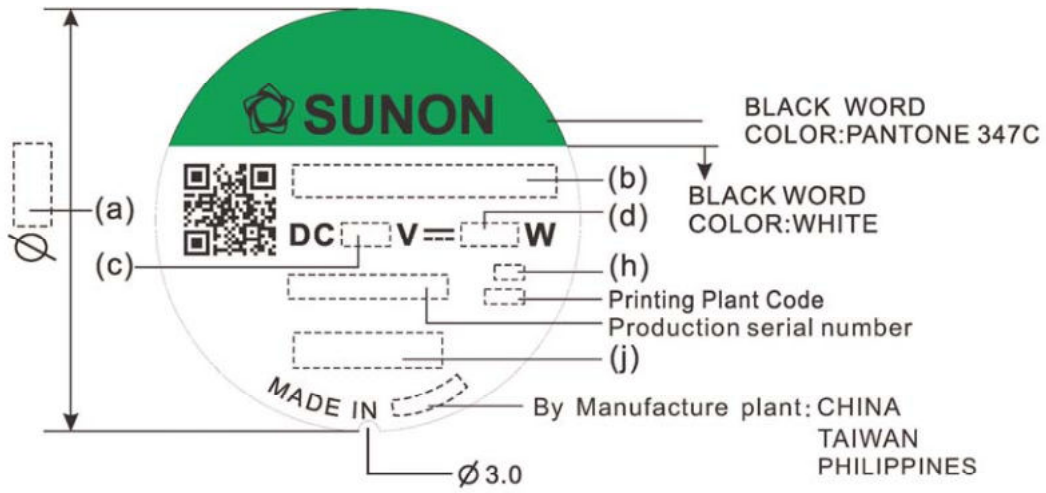 SUNON
BLACK WORD
COLOR:PANTONE 347C
BLACK WORD
COLOR:WHITE
(a)
Ø
(b)
(c)
(d)
DC V W
(h)
Printing Plant Code
Production serial number
(j)
MADE IN
By Manufacture plant: CHINA
TAIWAN
PHILIPPINES
Ø 3.0